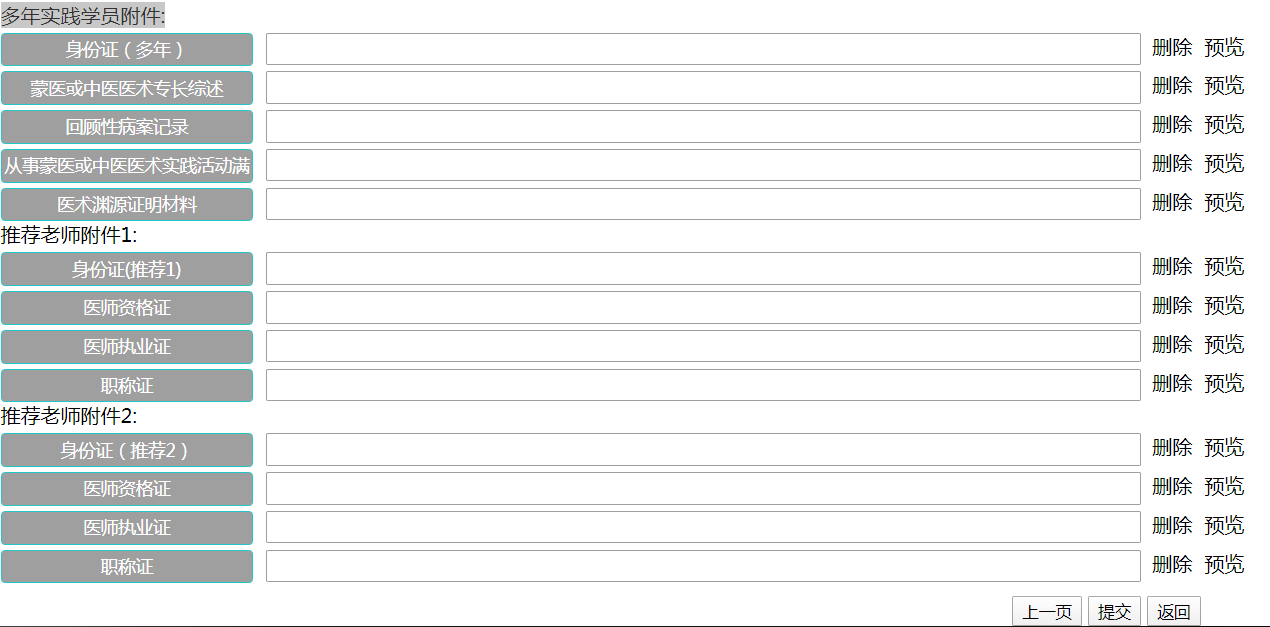 多年实践学员附件:
身份证（多年） 删除 预览
蒙医或中医医术专长综述 删除 预览
回顾性病案记录 删除 预览
从事蒙医或中医医术实践活动满 删除 预览
医术渊源证明材料 删除 预览
推荐老师附件1:
身份证(推荐1) 删除 预览
医师资格证 删除 预览
医师执业证 删除 预览
职称证 删除 预览
推荐老师附件2:
身份证（推荐2） 删除 预览
医师资格证 删除 预览
医师执业证 删除 预览
职称证 删除 预览
上一页 提交 返回